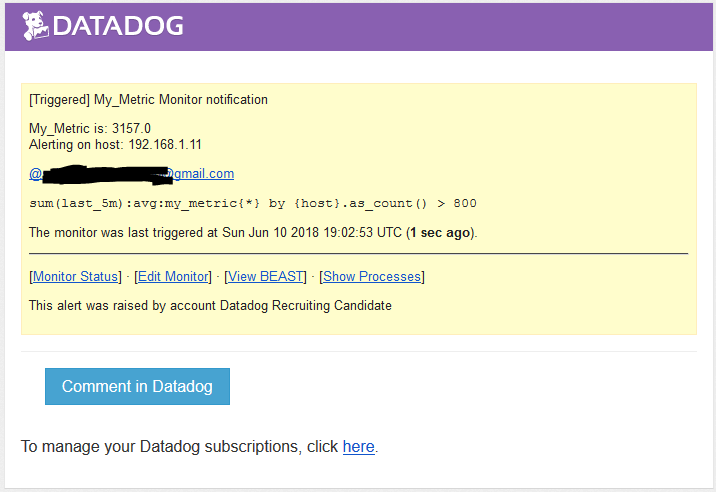 DATADOG
[Triggered] My_Metric Monitor notification
My_Metric is: 3157.0
Alerting on host: 192.168.1.11
@gmail.com
sum(last_5m):avg:my_metric{*} by {host}.as_count() > 800
The monitor was last triggered at Sun Jun 10 2018 19:02:53 UTC (1 sec ago).
[Monitor Status] · [Edit Monitor] · [View BEAST] · [Show Processes]
This alert was raised by account Datadog Recruiting Candidate
Comment in Datadog
To manage your Datadog subscriptions, click here.